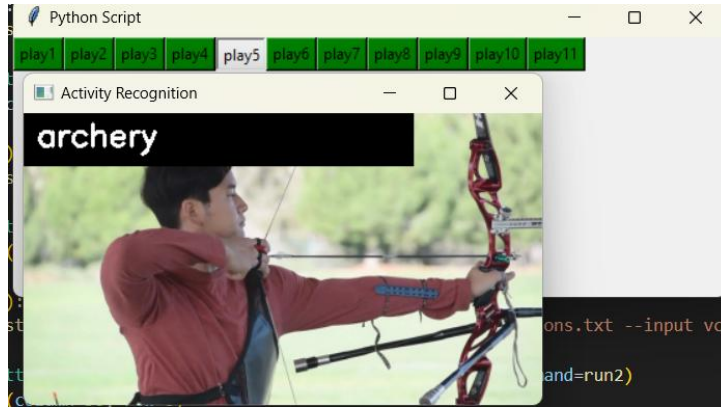 Python Script
play1 play2 play3 play4 play5 play6 play7 play8 play9 play10 play11
Activity Recognition
archery
ons.txt --input vo
and=run2)